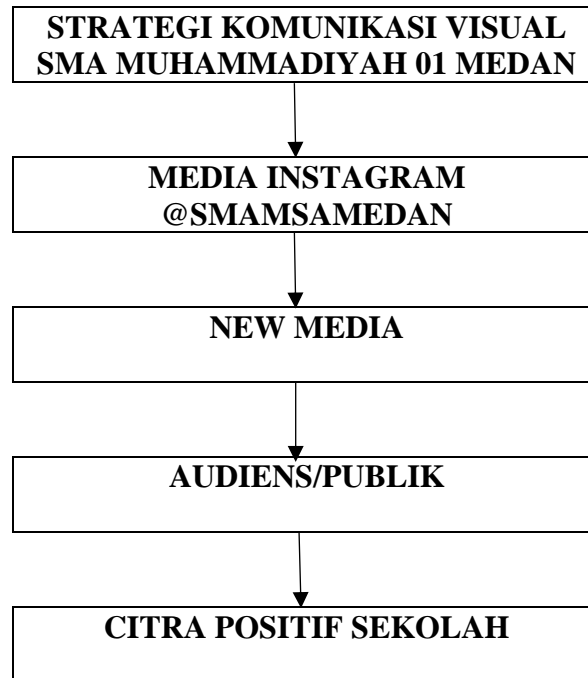 STRATEGI KOMUNIKASI VISUAL
SMA MUHAMMADIYAH 01 MEDAN
MEDIA INSTAGRAM
@SMAMSAMEDAN
NEW MEDIA
AUDIENS/PUBLIK
CITRA POSITIF SEKOLAH